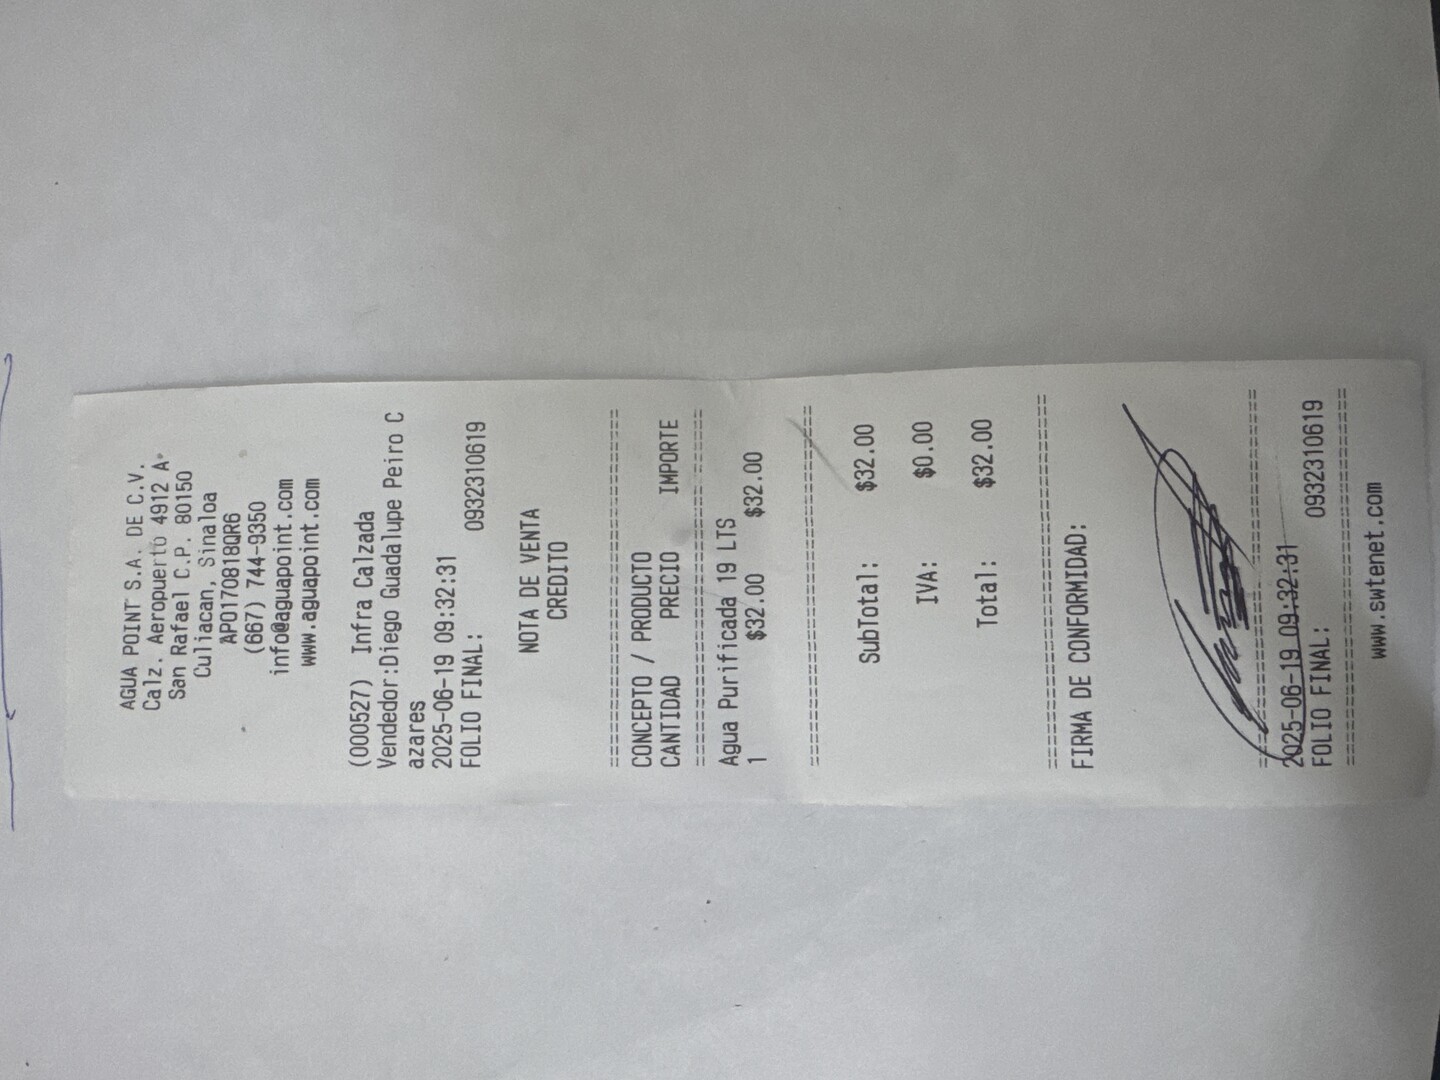 AGUA POINT S.A. DE C.V.
Calz. Aeropuerto 4912 A.
San Rafael C.P. 80150
Culiacan, Sinaloa
APO170818QR6
(667) 744-9350
info@aguapoint.com
www.aguapoint.com
(000527) Infra Calzada
Vendedor:Diego Guadalupe Peiro C
azares
2025-06-19 09:32:31
FOLIO FINAL: 0932310619
NOTA DE VENTA
CREDITO
================================
CONCEPTO / PRODUCTO
CANTIDAD PRECIO IMPORTE
================================
Agua Purificada 19 LTS
1 $32.00 $32.00
================================
SubTotal: $32.00
IVA: $0.00
Total: $32.00
================================
FIRMA DE CONFORMIDAD:
================================
2025-06-19 09:32:31
FOLIO FINAL: 0932310619
================================
www.swtenet.com